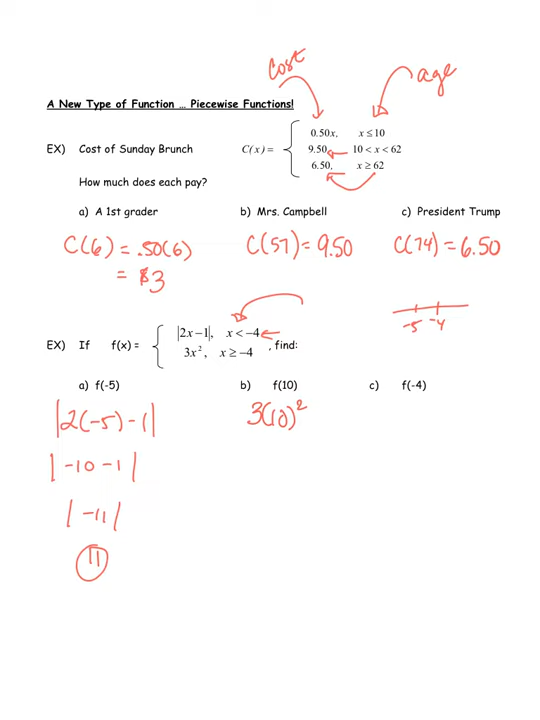 Cost
age
A New Type of Function … Piecewise Functions!
0.50x, x ≤ 10
EX) Cost of Sunday Brunch C(x) = { 9.50, 10 < x < 62
6.50, x ≥ 62
How much does each pay?
a) A 1st grader b) Mrs. Campbell c) President Trump
C(6) = .50(6) C(57) = 9.50 C(74) = 6.50
= $3
-5 -4
|2x−1|, x < −4
EX) If f(x) = { , find:
3x², x ≥ −4
a) f(-5) b) f(10) c) f(-4)
|2(-5) - 1| 3(10)²
|-10 -1|
|-11|
11